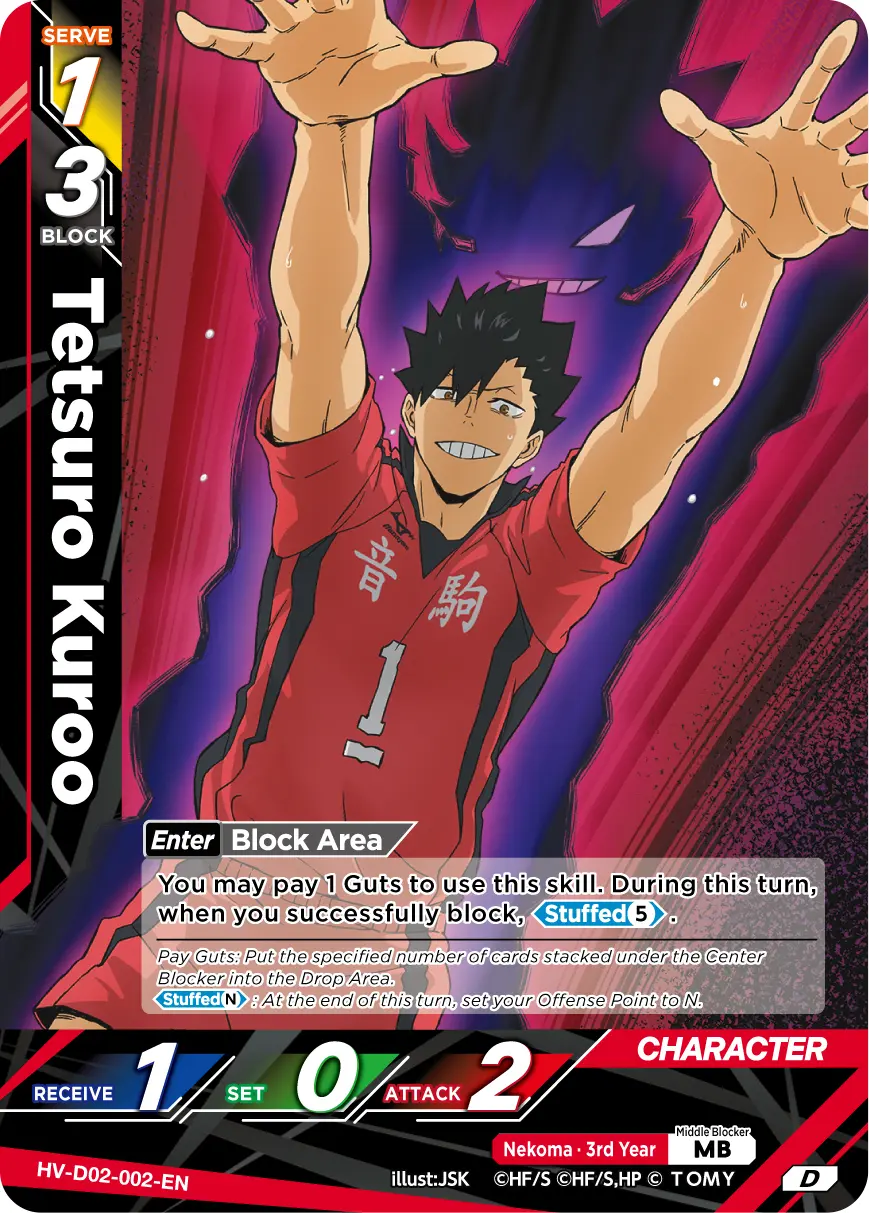 SERVE
1
3
BLOCK
Tetsuro Kuroo
音駒
1
Enter Block Area
You may pay 1 Guts to use this skill. During this turn,
when you successfully block, Stuffed 5 .
Pay Guts: Put the specified number of cards stacked under the Center
Blocker into the Drop Area.
Stuffed N : At the end of this turn, set your Offense Point to N.
CHARACTER
RECEIVE 1 SET 0 ATTACK 2
Nekoma · 3rd Year Middle Blocker MB
HV-D02-002-EN illust:JSK ©HF/S ©HF/S,HP © TOMY D